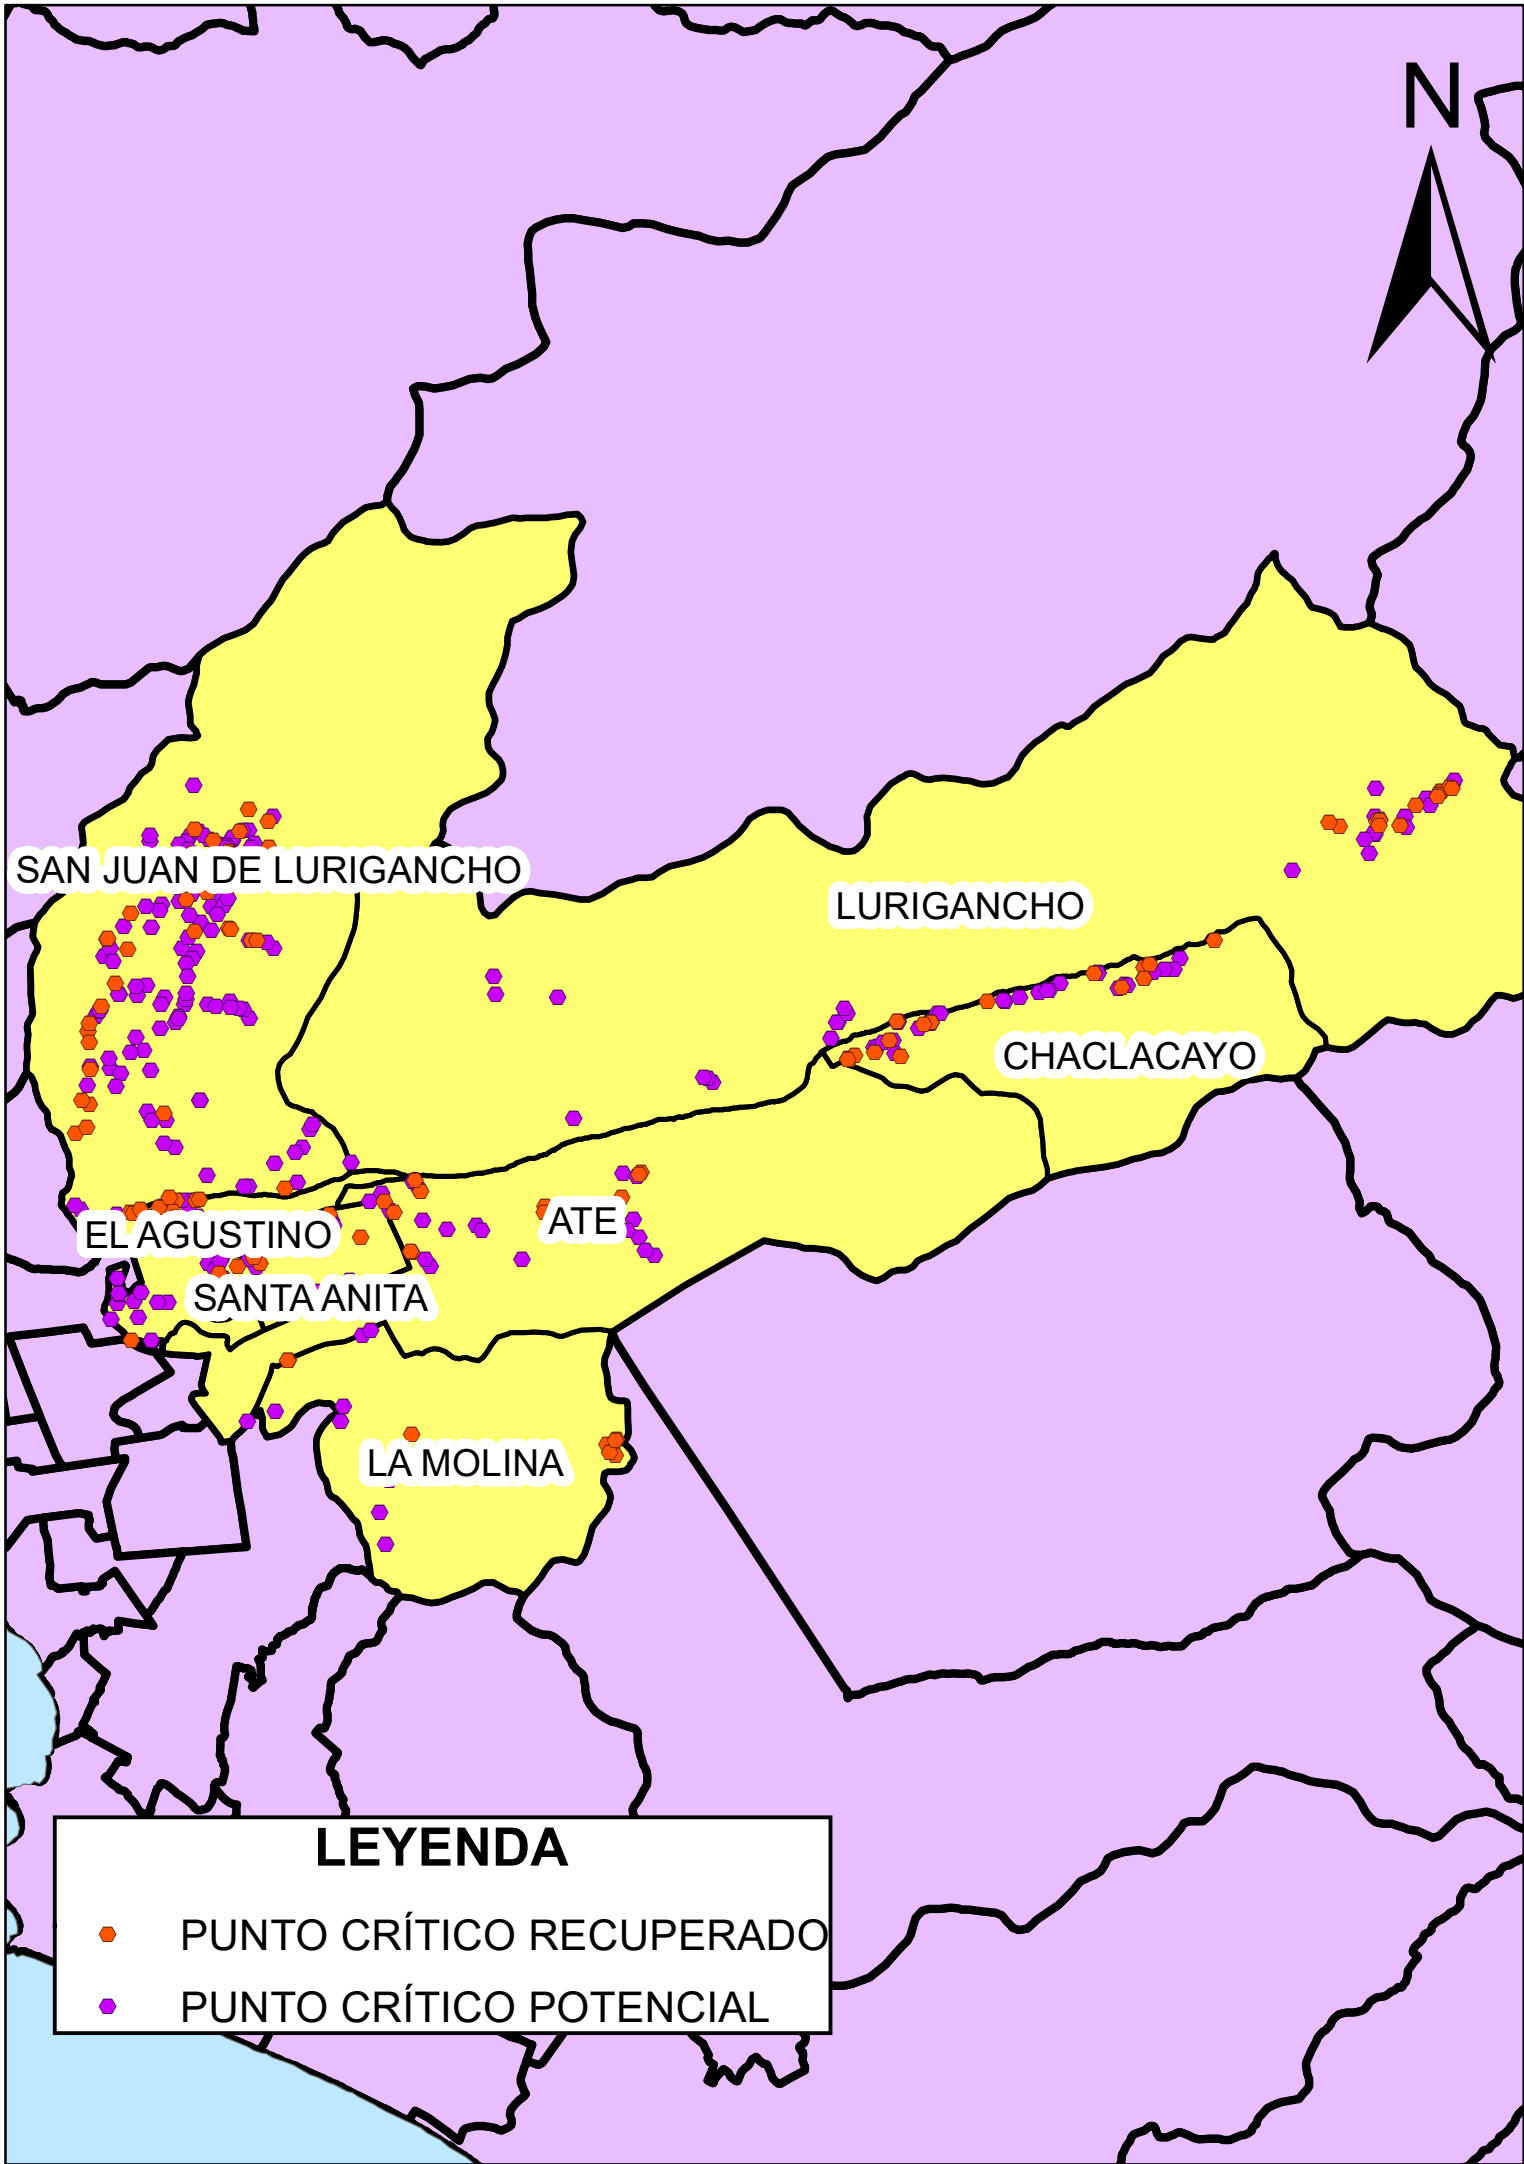 N
SAN JUAN DE LURIGANCHO
LURIGANCHO
CHACLACAYO
ATE
EL AGUSTINO
SANTA ANITA
LA MOLINA
LEYENDA
PUNTO CRÍTICO RECUPERADO
PUNTO CRÍTICO POTENCIAL